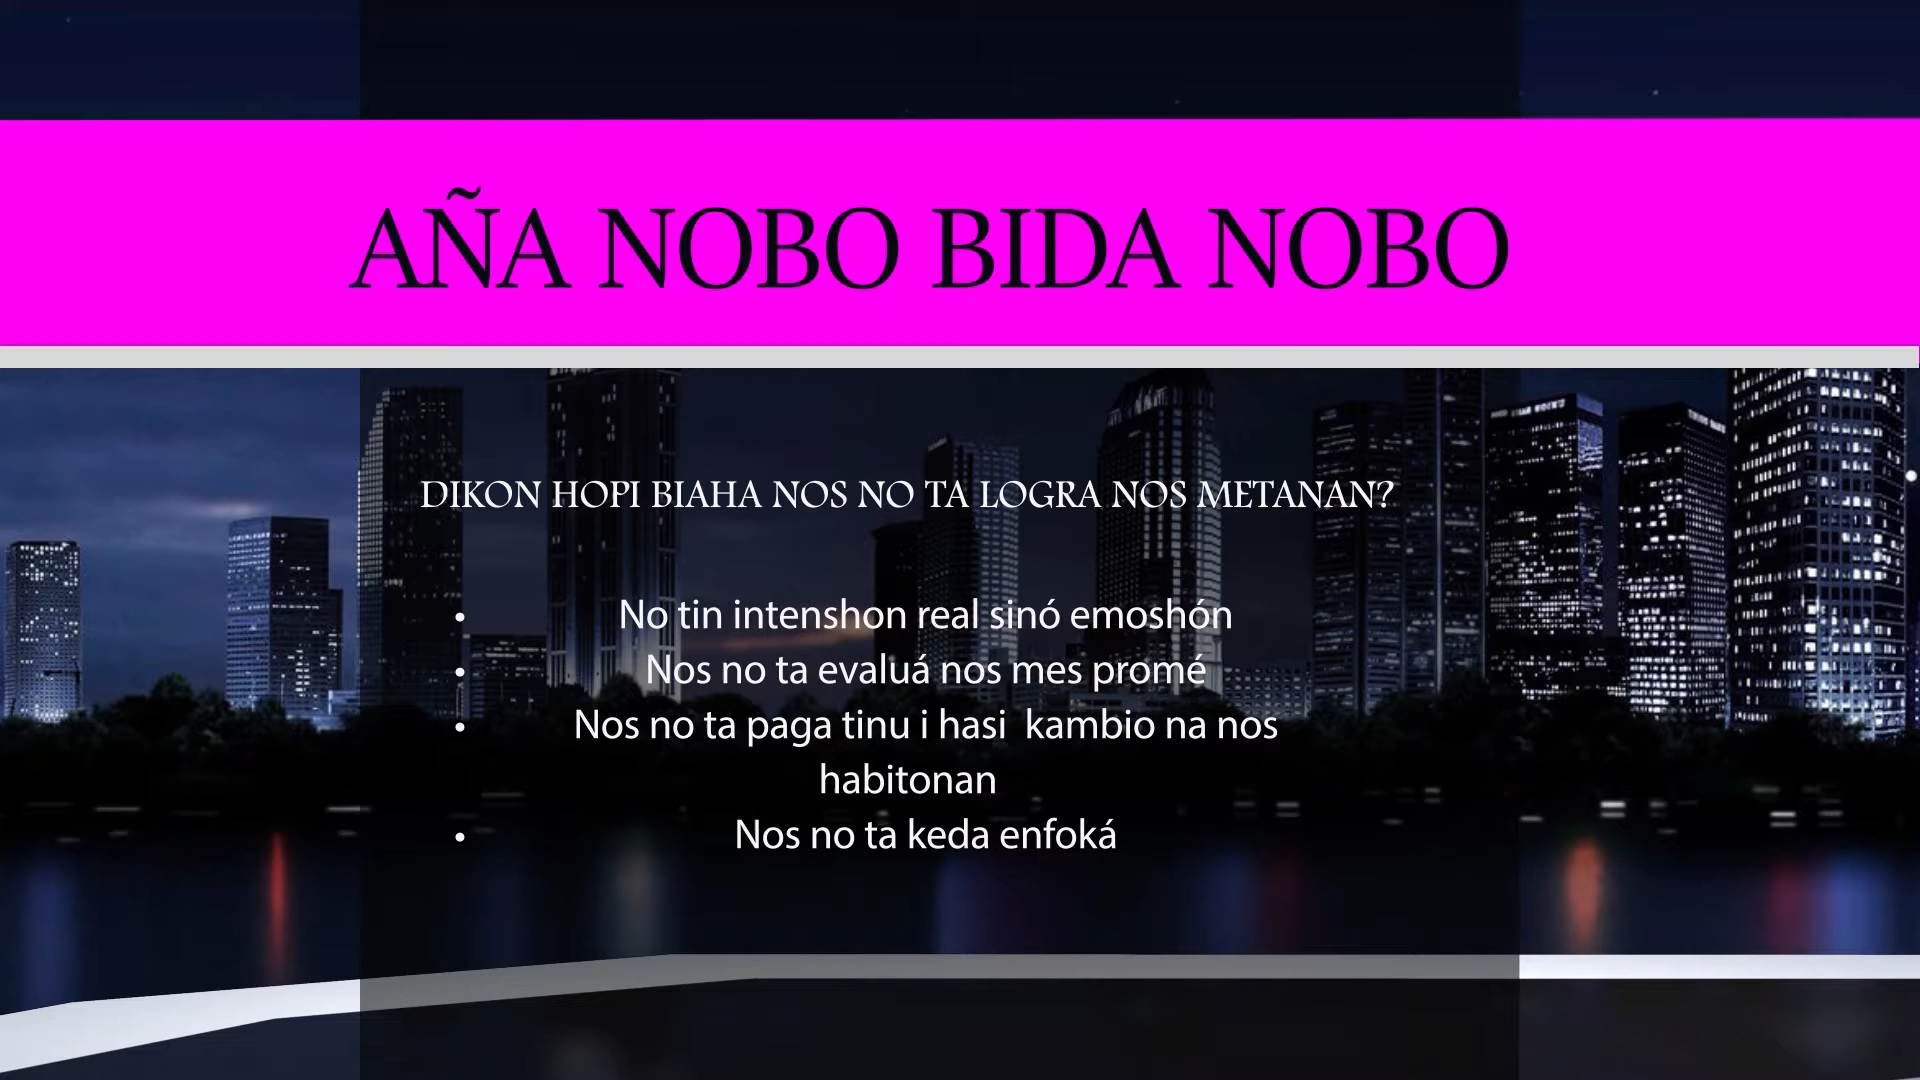 AÑA NOBO BIDA NOBO
DIKON HOPI BIAHA NOS NO TA LOGRA NOS METANAN?
• No tin intenshon real sinó emoshón
• Nos no ta evaluá nos mes promé
• Nos no ta paga tinu i hasi  kambio na nos
habitonan
• Nos no ta keda enfoká